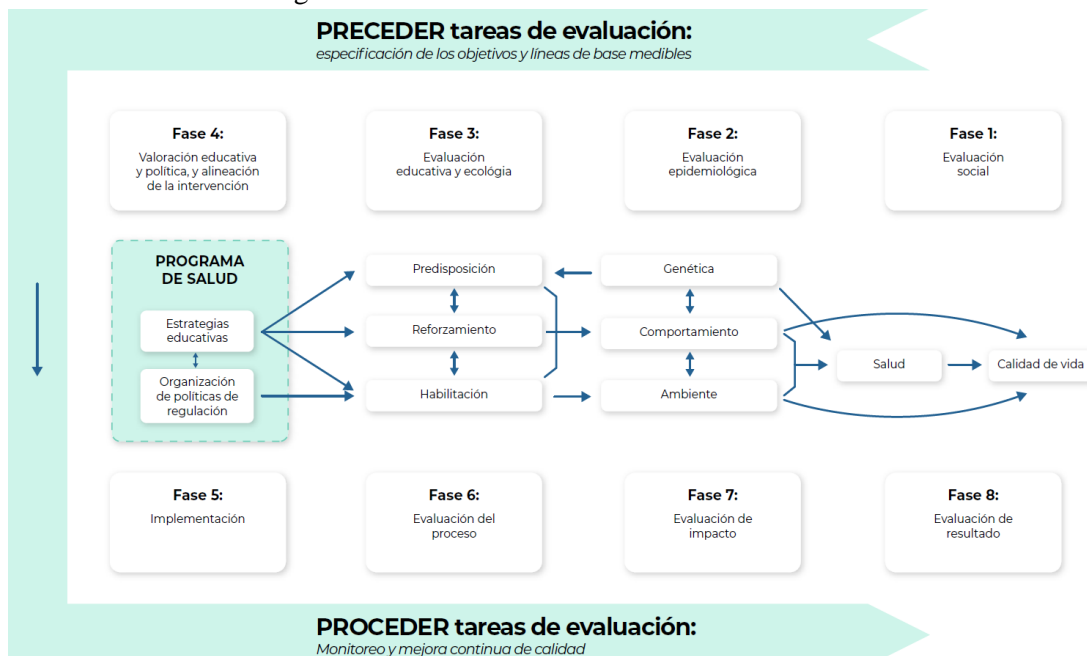 PRECEDER tareas de evaluación:
especificación de los objetivos y líneas de base medibles
Fase 4:
Valoración educativa
y política, y alineación
de la intervención
Fase 3:
Evaluación
educativa y ecológia
Fase 2:
Evaluación
epidemiológica
Fase 1:
Evaluación
social
PROGRAMA
DE SALUD
Estrategias
educativas
Organización
de políticas de
regulación
Predisposición
Reforzamiento
Habilitación
Genética
Comportamiento
Ambiente
Salud
Calidad de vida
Fase 5:
Implementación
Fase 6:
Evaluación del
proceso
Fase 7:
Evaluación de
impacto
Fase 8:
Evaluación de
resultado
PROCEDER tareas de evaluación:
Monitoreo y mejora continua de calidad